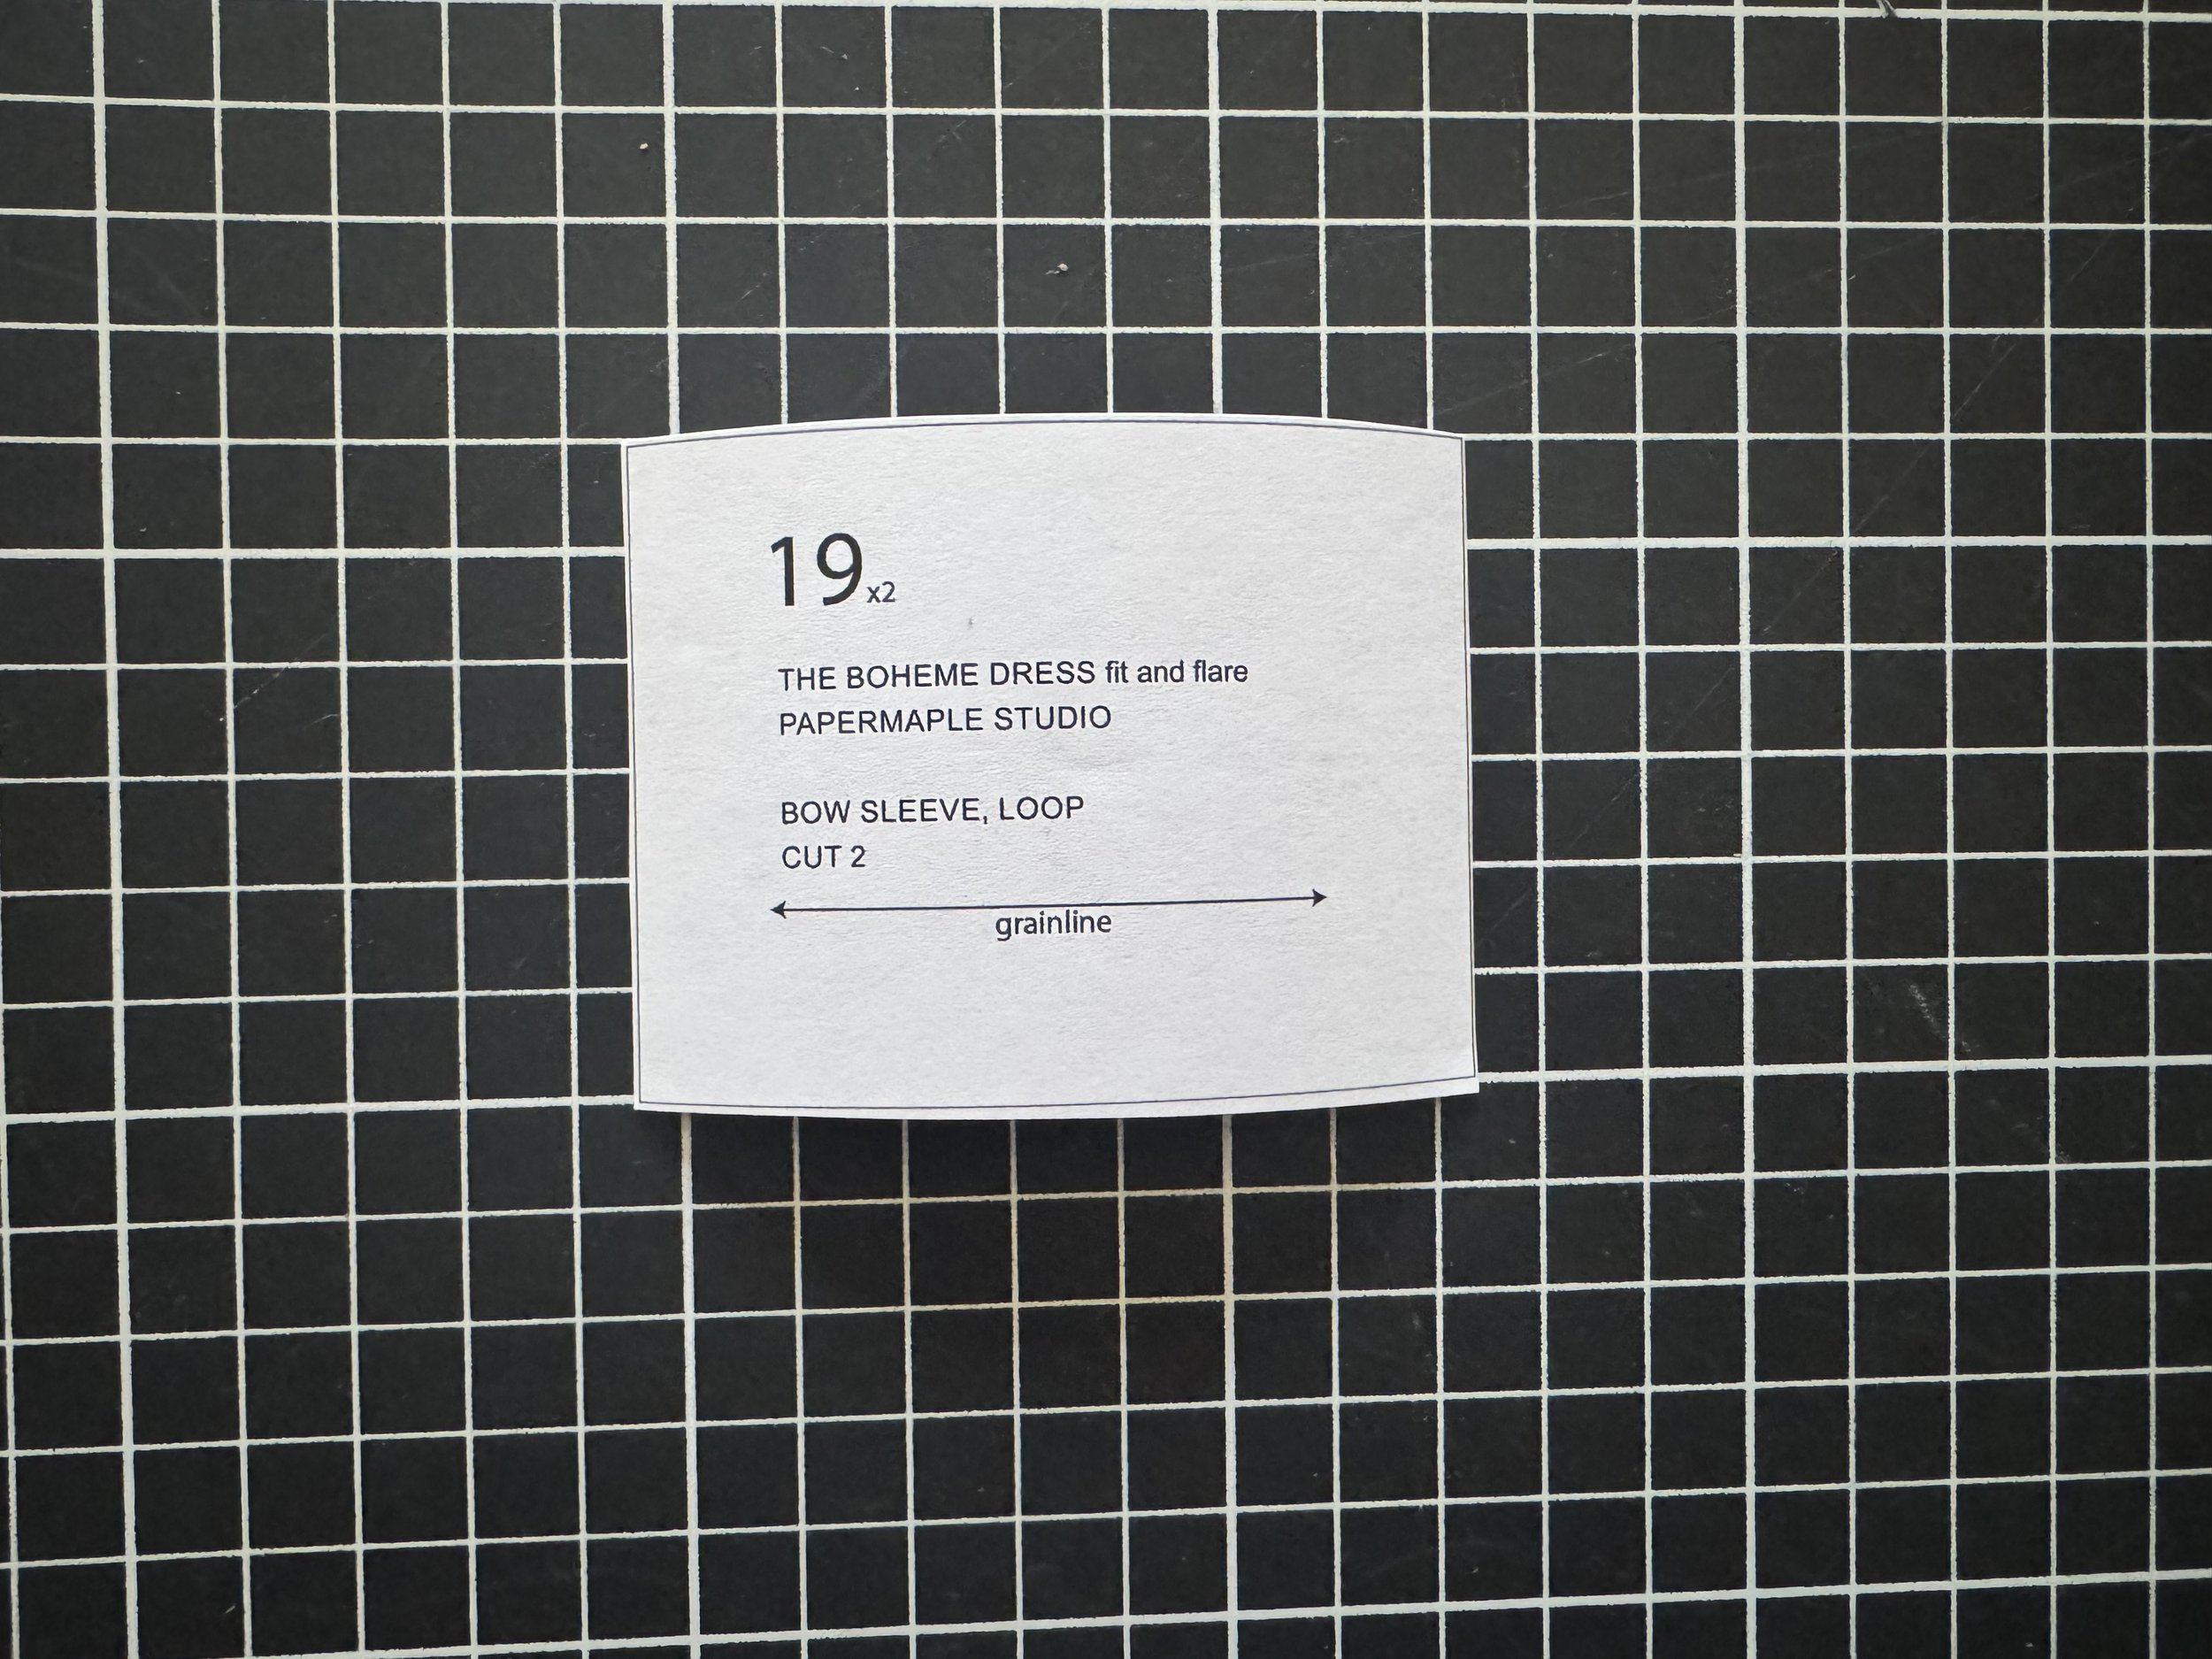 19x2
THE BOHEME DRESS fit and flare
PAPERMAPLE STUDIO
BOW SLEEVE, LOOP
CUT 2
grainline